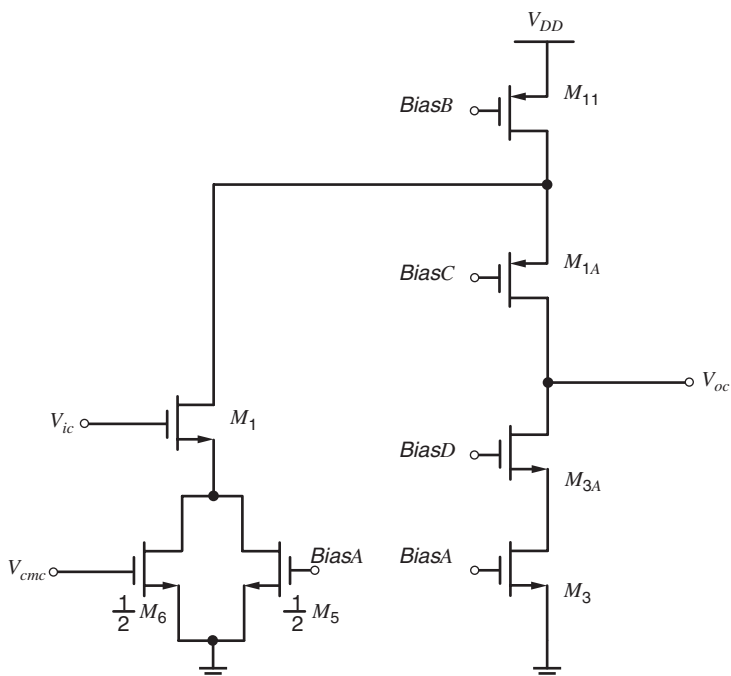 V_DD
BiasB
M_11
BiasC
M_1A
V_oc
V_ic
M_1
BiasD
M_3A
V_cmc
BiasA
BiasA
1/2 M_6
1/2 M_5
M_3